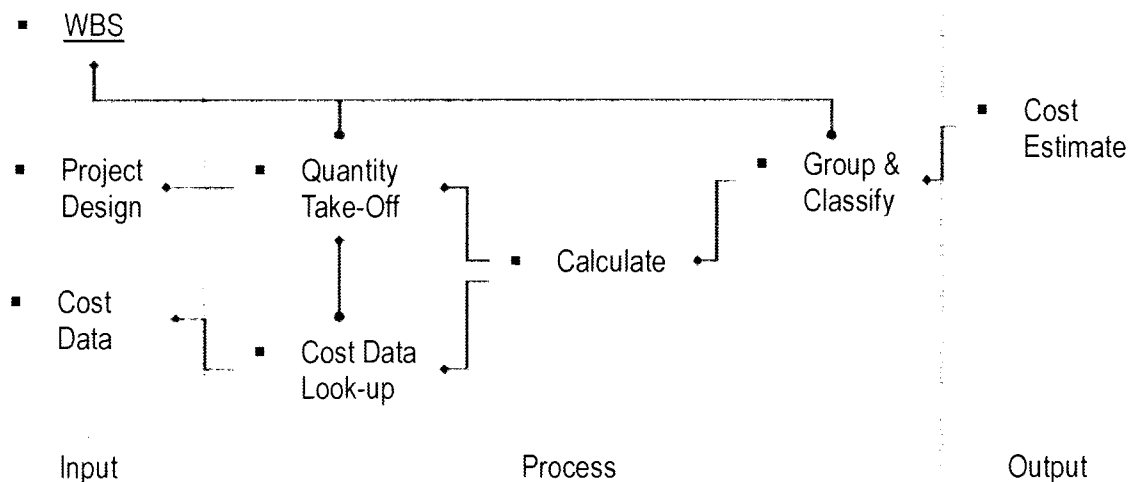 WBS
Project
Design
Quantity
Take-Off
Group &
Classify
Cost
Estimate
Calculate
Cost
Data
Cost Data
Look-up
Input
Process
Output